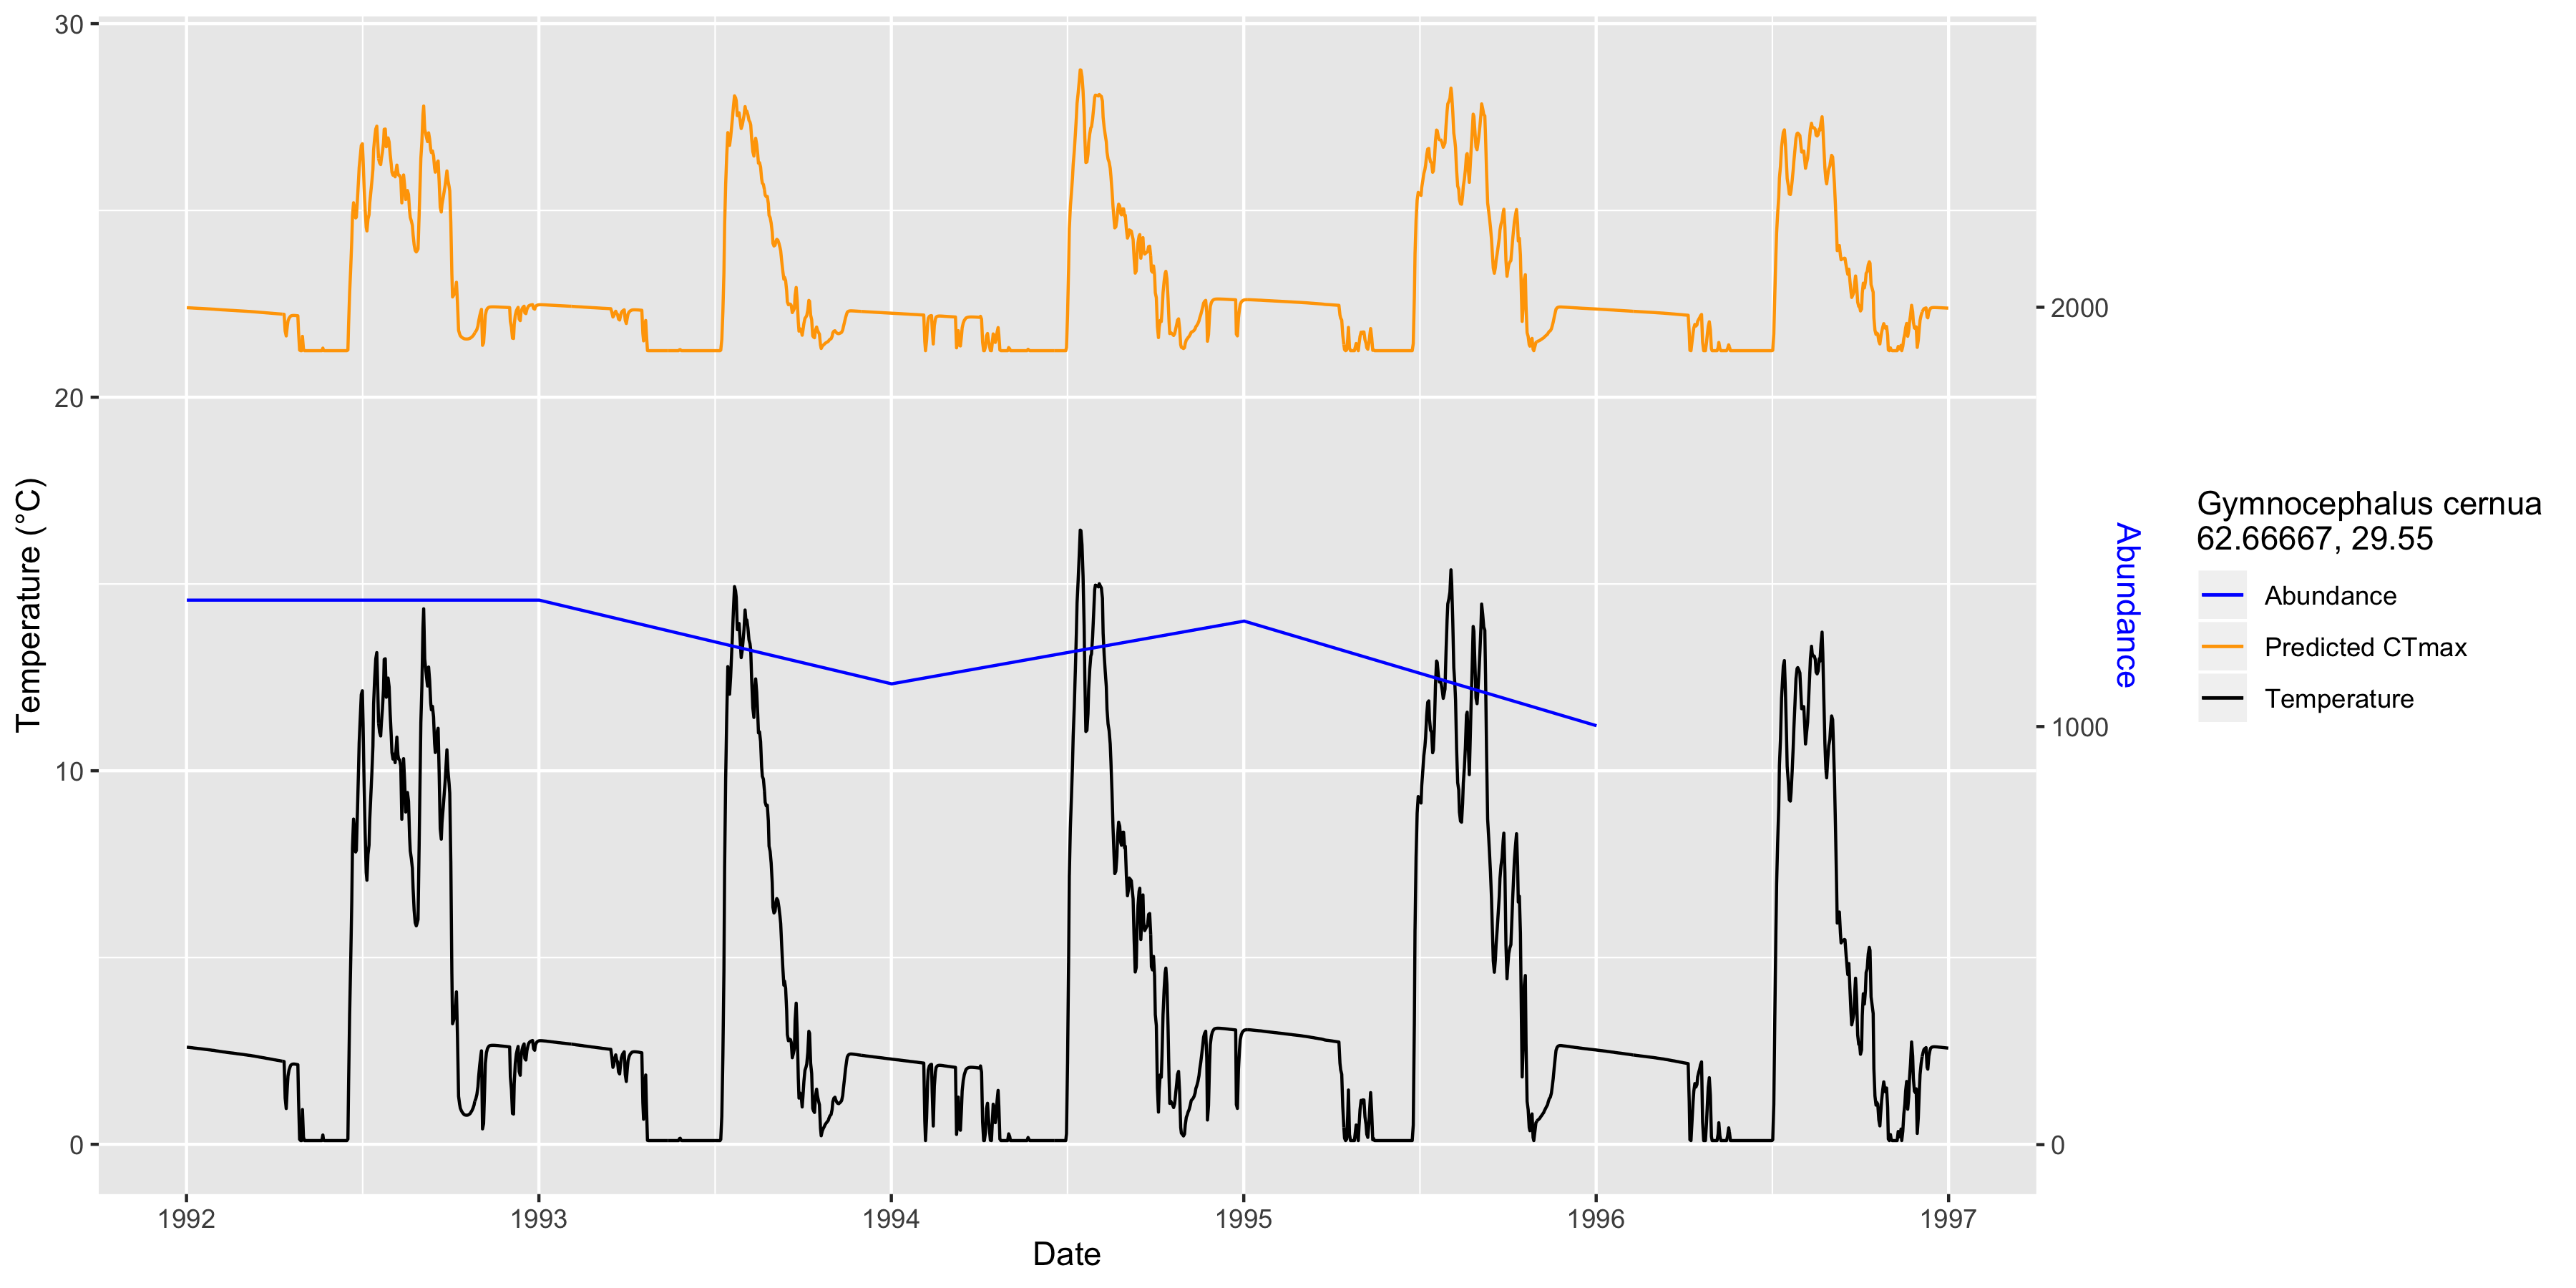 30
20
10
0
Temperature (°C)
1992
1993
1994
1995
1996
1997
Date
2000
1000
0
Abundance
Gymnocephalus cernua
62.66667, 29.55
Abundance
Predicted CTmax
Temperature